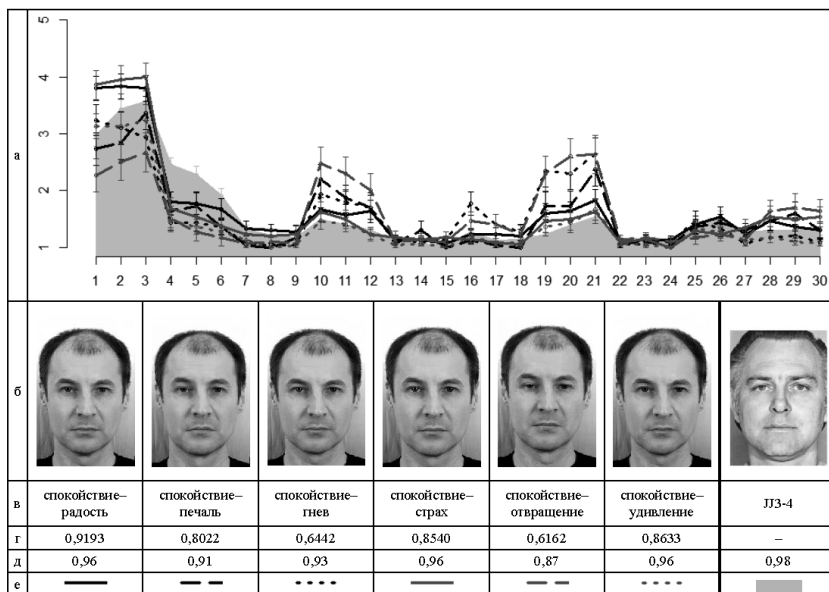 5
4
3
2
1
а
1 2 3 4 5 6 7 8 9 10 11 12 13 14 15 16 17 18 19 20 21 22 23 24 25 26 27 28 29 30
б
в спокойствие– спокойствие– спокойствие– спокойствие– спокойствие– спокойствие– JJ3-4
радость печаль гнев страх отвращение удивление
г 0,9193 0,8022 0,6442 0,8540 0,6162 0,8633 –
д 0,96 0,91 0,93 0,96 0,87 0,96 0,98
е